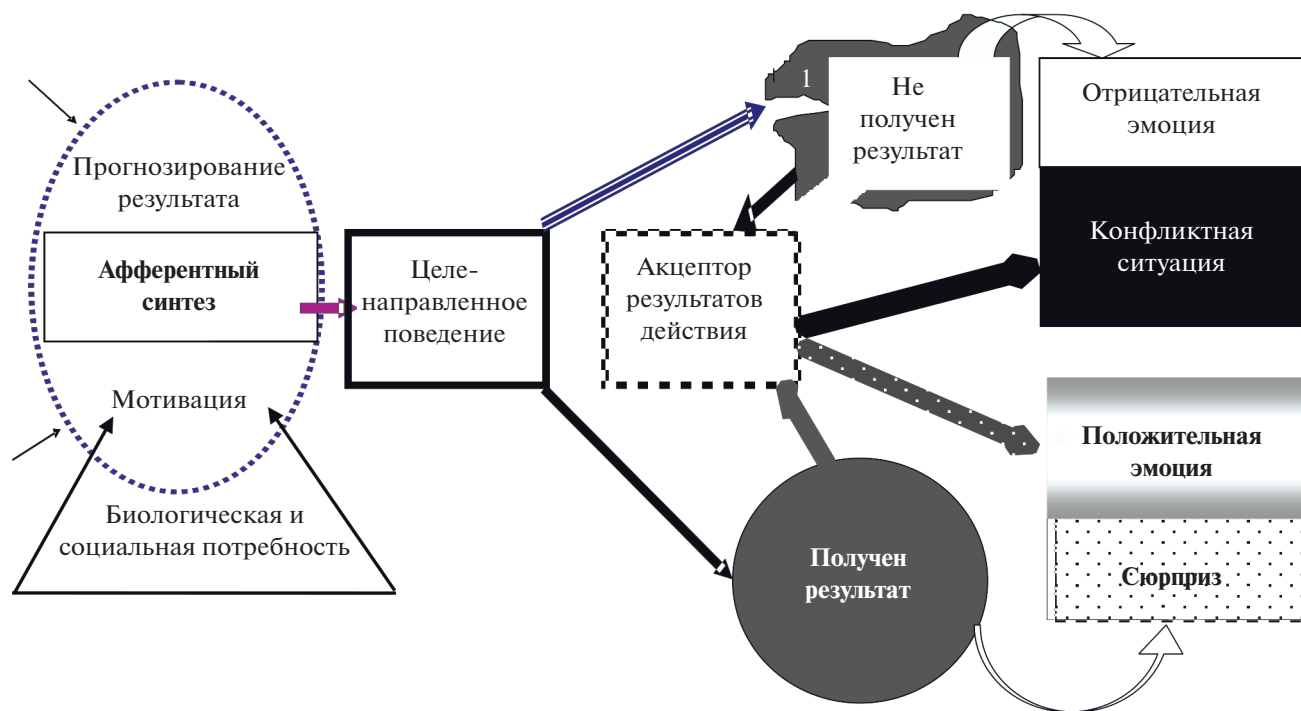 Прогнозирование
результата
Афферентный
синтез
Мотивация
Биологическая и
социальная потребность
Целе-
направленное
поведение
1
Не
получен
результат
Акцептор
результатов
действия
Получен
результат
Отрицательная
эмоция
Конфликтная
ситуация
Положительная
эмоция
Сюрприз